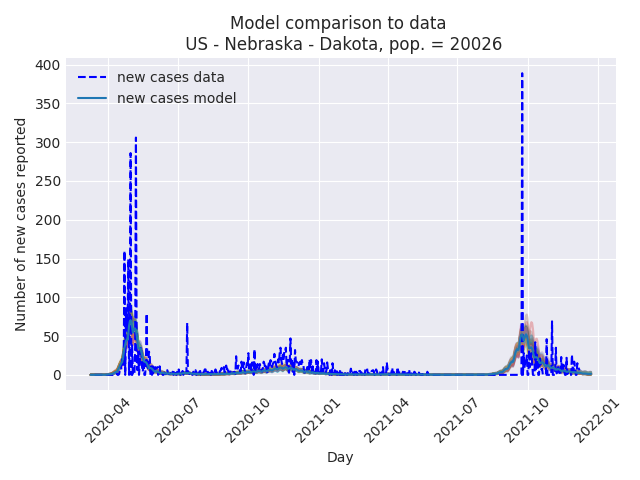 Model comparison to data
US - Nebraska - Dakota, pop. = 20026
new cases data
new cases model
Number of new cases reported
400
350
300
250
200
150
100
50
0
2020-04
2020-07
2020-10
2021-01
2021-04
2021-07
2021-10
2022-01
Day